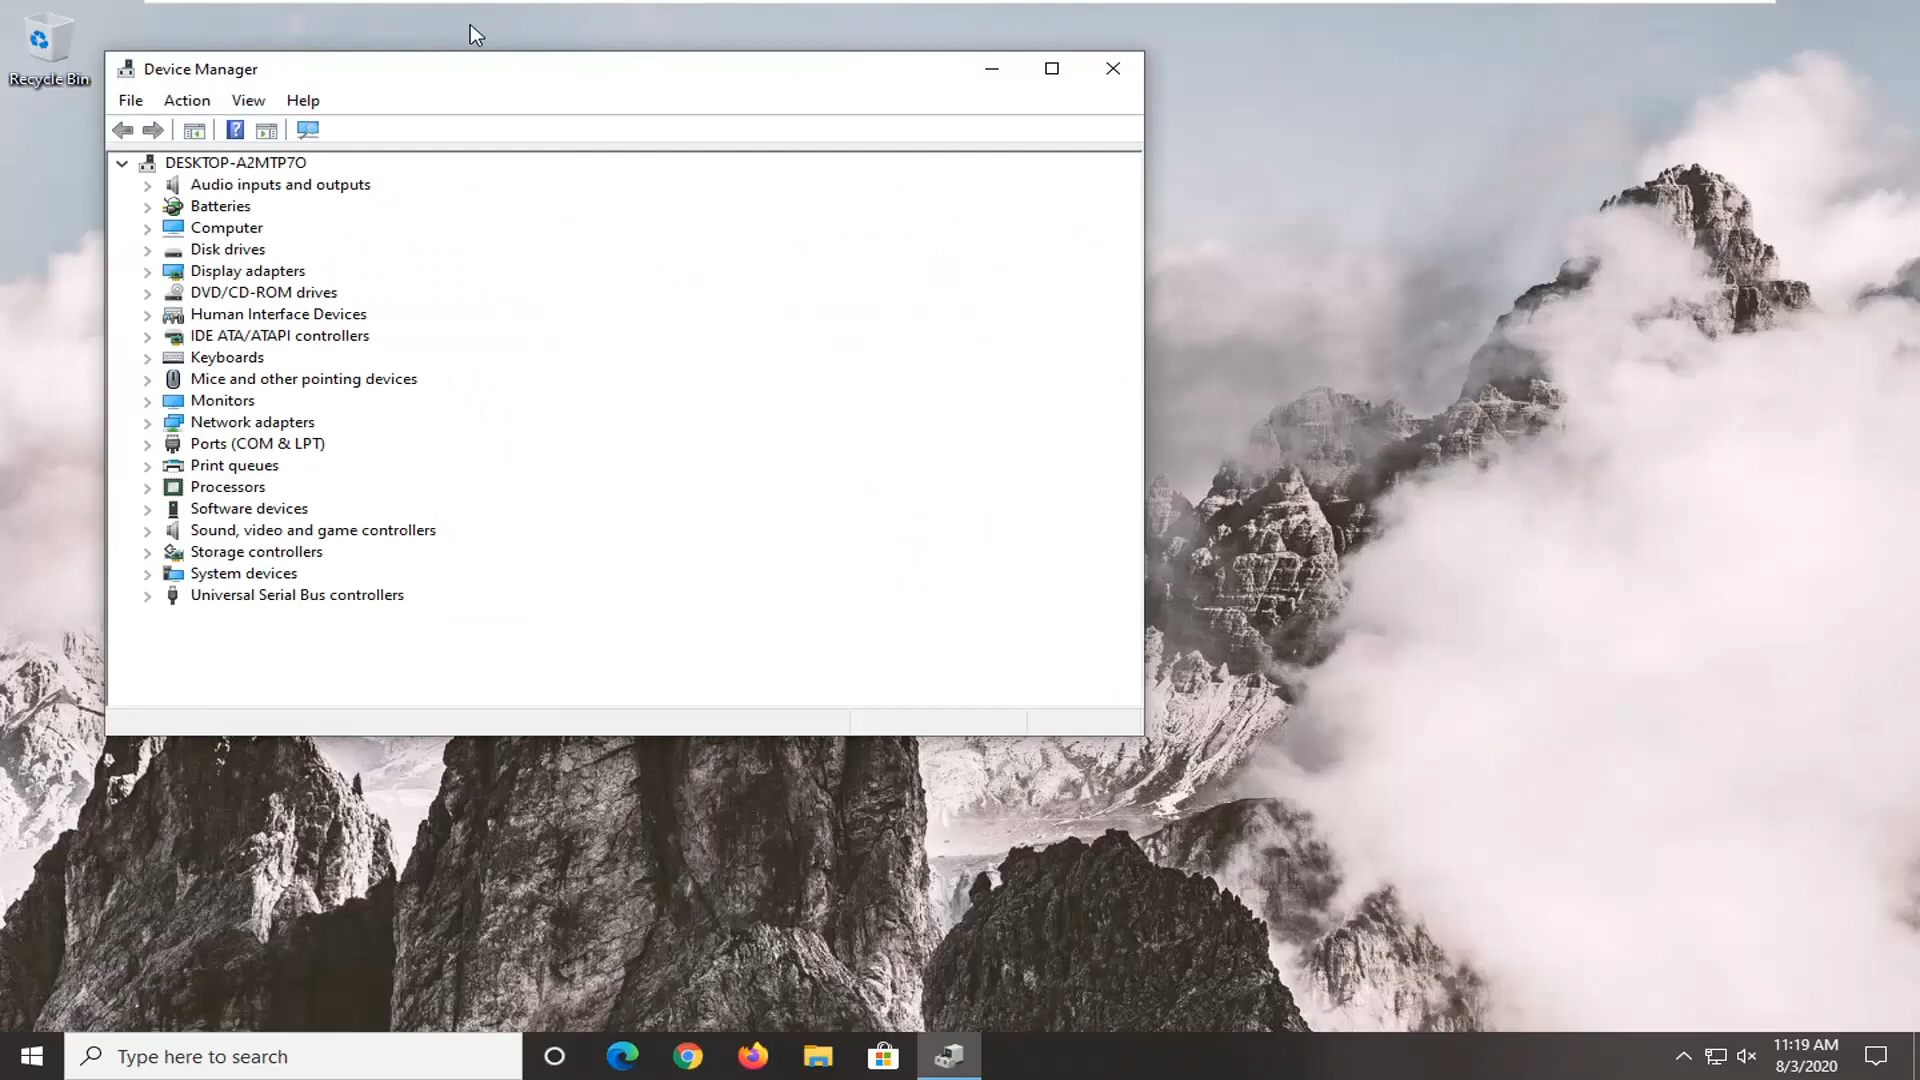 Recycle Bin
Device Manager
File Action View Help
DESKTOP-A2MTP7O
Audio inputs and outputs
Batteries
Computer
Disk drives
Display adapters
DVD/CD-ROM drives
Human Interface Devices
IDE ATA/ATAPI controllers
Keyboards
Mice and other pointing devices
Monitors
Network adapters
Ports (COM & LPT)
Print queues
Processors
Software devices
Sound, video and game controllers
Storage controllers
System devices
Universal Serial Bus controllers
Type here to search
11:19 AM
8/3/2020